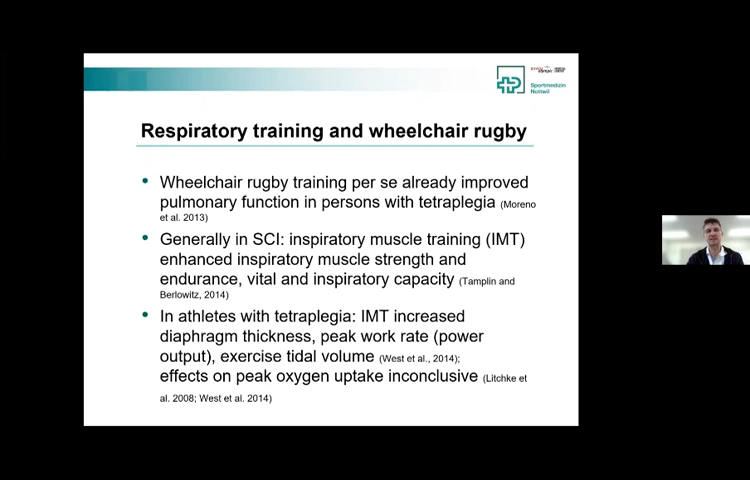 Sportmedizin
Nottwil
Respiratory training and wheelchair rugby
• Wheelchair rugby training per se already improved
pulmonary function in persons with tetraplegia (Moreno
et al. 2013)
• Generally in SCI: inspiratory muscle training (IMT)
enhanced inspiratory muscle strength and
endurance, vital and inspiratory capacity (Tamplin and
Berlowitz, 2014)
• In athletes with tetraplegia: IMT increased
diaphragm thickness, peak work rate (power
output), exercise tidal volume (West et al., 2014);
effects on peak oxygen uptake inconclusive (Litchke et
al. 2008; West et al. 2014)